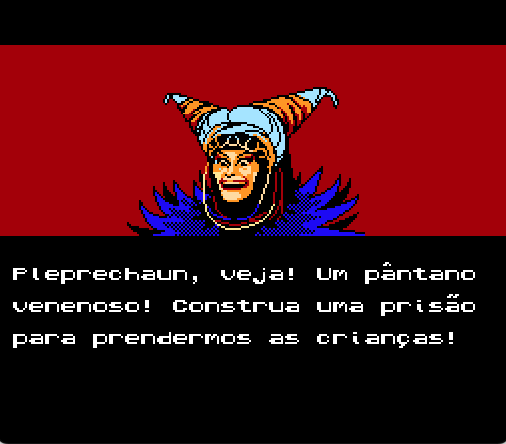 Pleprechaun, veja! Um pântano
venenoso! Construa uma prisão
para prendermos as crianças!